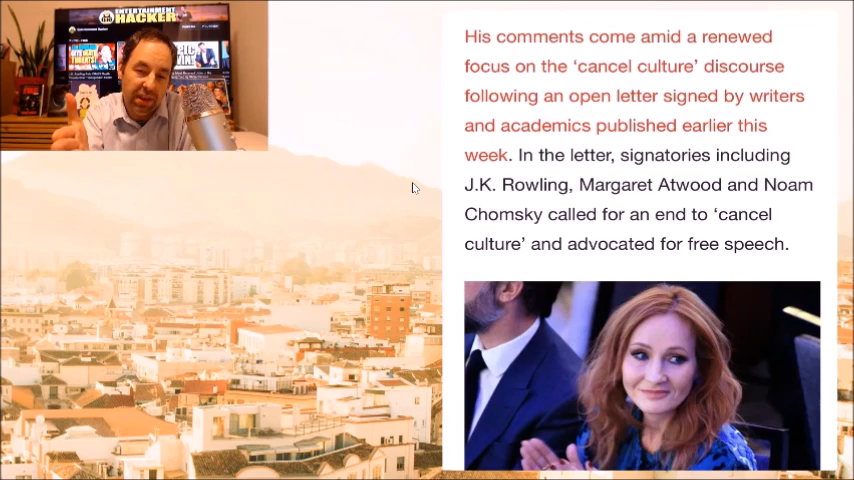 ENTERTAINMENT
HACKER
His comments come amid a renewed
focus on the ‘cancel culture’ discourse
following an open letter signed by writers
and academics published earlier this
week. In the letter, signatories including
J.K. Rowling, Margaret Atwood and Noam
Chomsky called for an end to ‘cancel
culture’ and advocated for free speech.